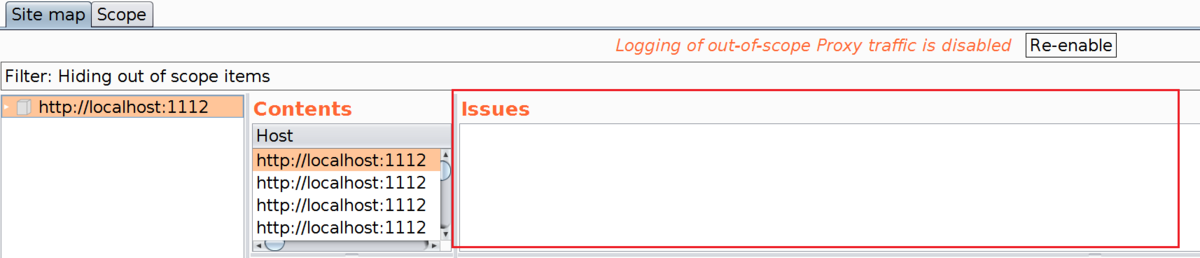 Site map Scope
Logging of out-of-scope Proxy traffic is disabled Re-enable
Filter: Hiding out of scope items
http://localhost:1112 Contents Issues
Host
http://localhost:1112
http://localhost:1112
http://localhost:1112
http://localhost:1112